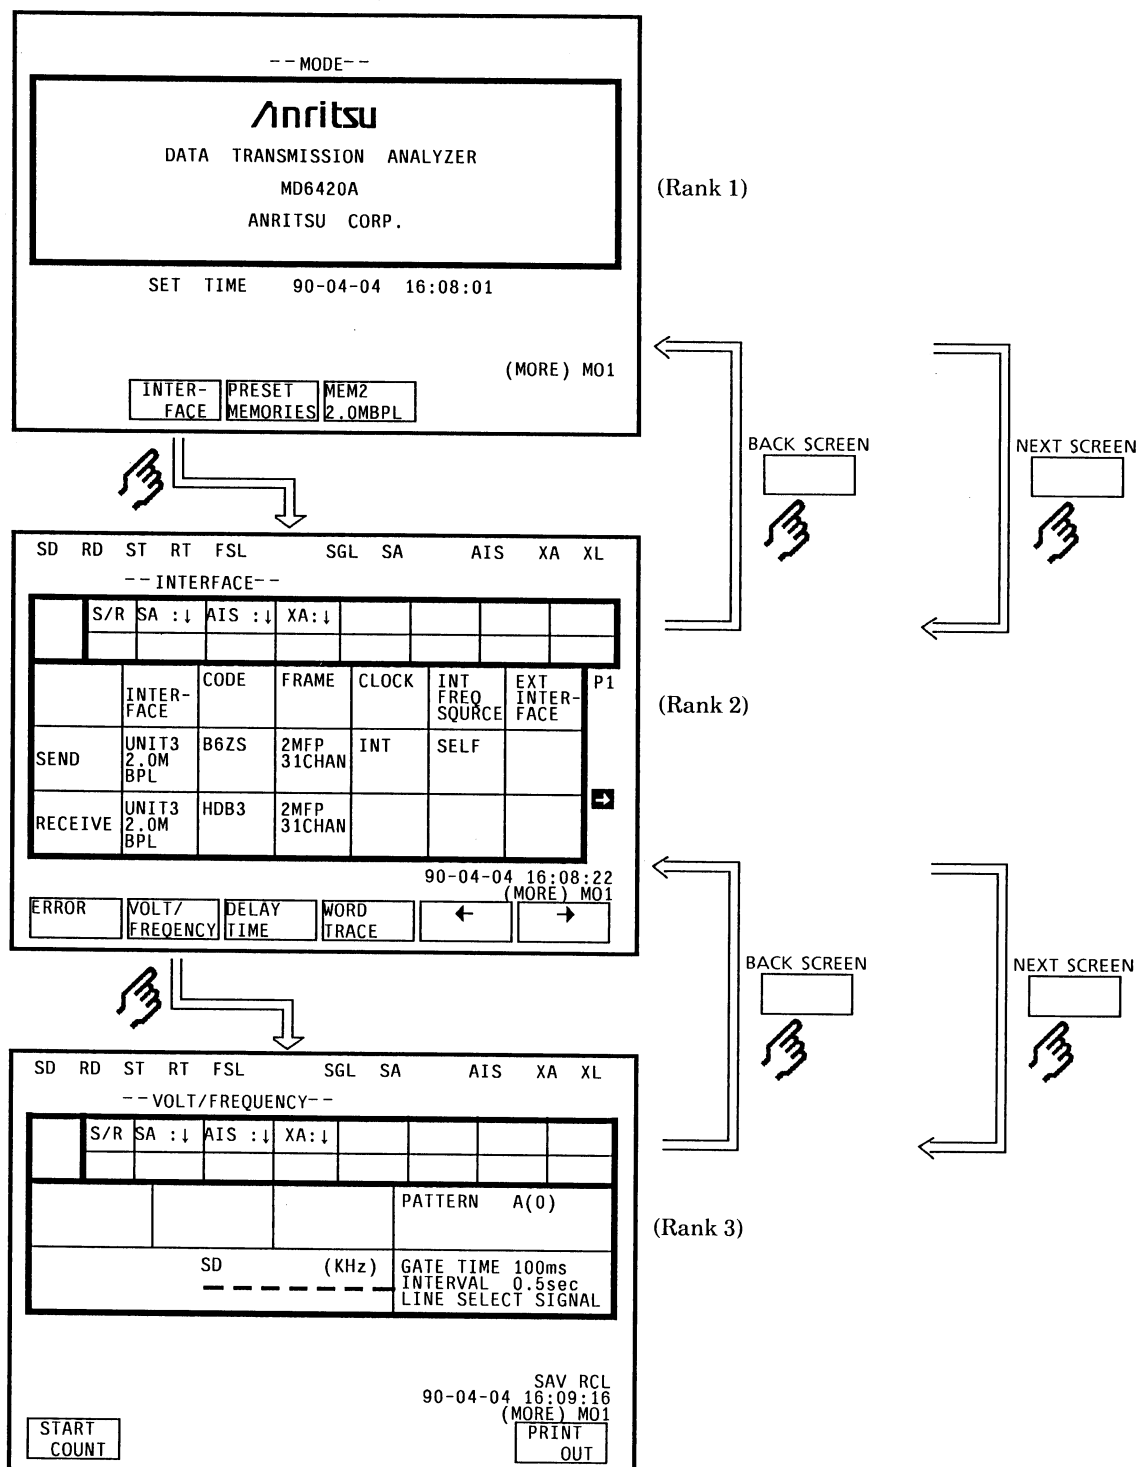 --MODE--
Anritsu
DATA TRANSMISSION ANALYZER
MD6420A
ANRITSU CORP.
(Rank 1)
SET TIME 90-04-04 16:08:01
(MORE) MO1
INTER-
FACE
PRESET
MEMORIES
MEM2
2.0MBPL
BACK SCREEN
NEXT SCREEN
SD RD ST RT FSL SGL SA AIS XA XL
--INTERFACE--
S/R SA :↓ AIS :↓ XA:↓
INTER-
FACE
CODE
FRAME
CLOCK
INT
FREQ
SQURCE
EXT
INTER-
FACE
P1
(Rank 2)
SEND
UNIT3
2.0M
BPL
B6ZS
2MFP
31CHAN
INT
SELF
RECEIVE
UNIT3
2.0M
BPL
HDB3
2MFP
31CHAN
→
90-04-04 16:08:22
(MORE) MO1
ERROR
VOLT/
FREQENCY
DELAY
TIME
WORD
TRACE
←
→
BACK SCREEN
NEXT SCREEN
SD RD ST RT FSL SGL SA AIS XA XL
--VOLT/FREQUENCY--
S/R SA :↓ AIS :↓ XA:↓
PATTERN A(0)
(Rank 3)
SD (KHz)
GATE TIME 100ms
INTERVAL 0.5sec
LINE SELECT SIGNAL
SAV RCL
90-04-04 16:09:16
(MORE) MO1
START
COUNT
PRINT
OUT